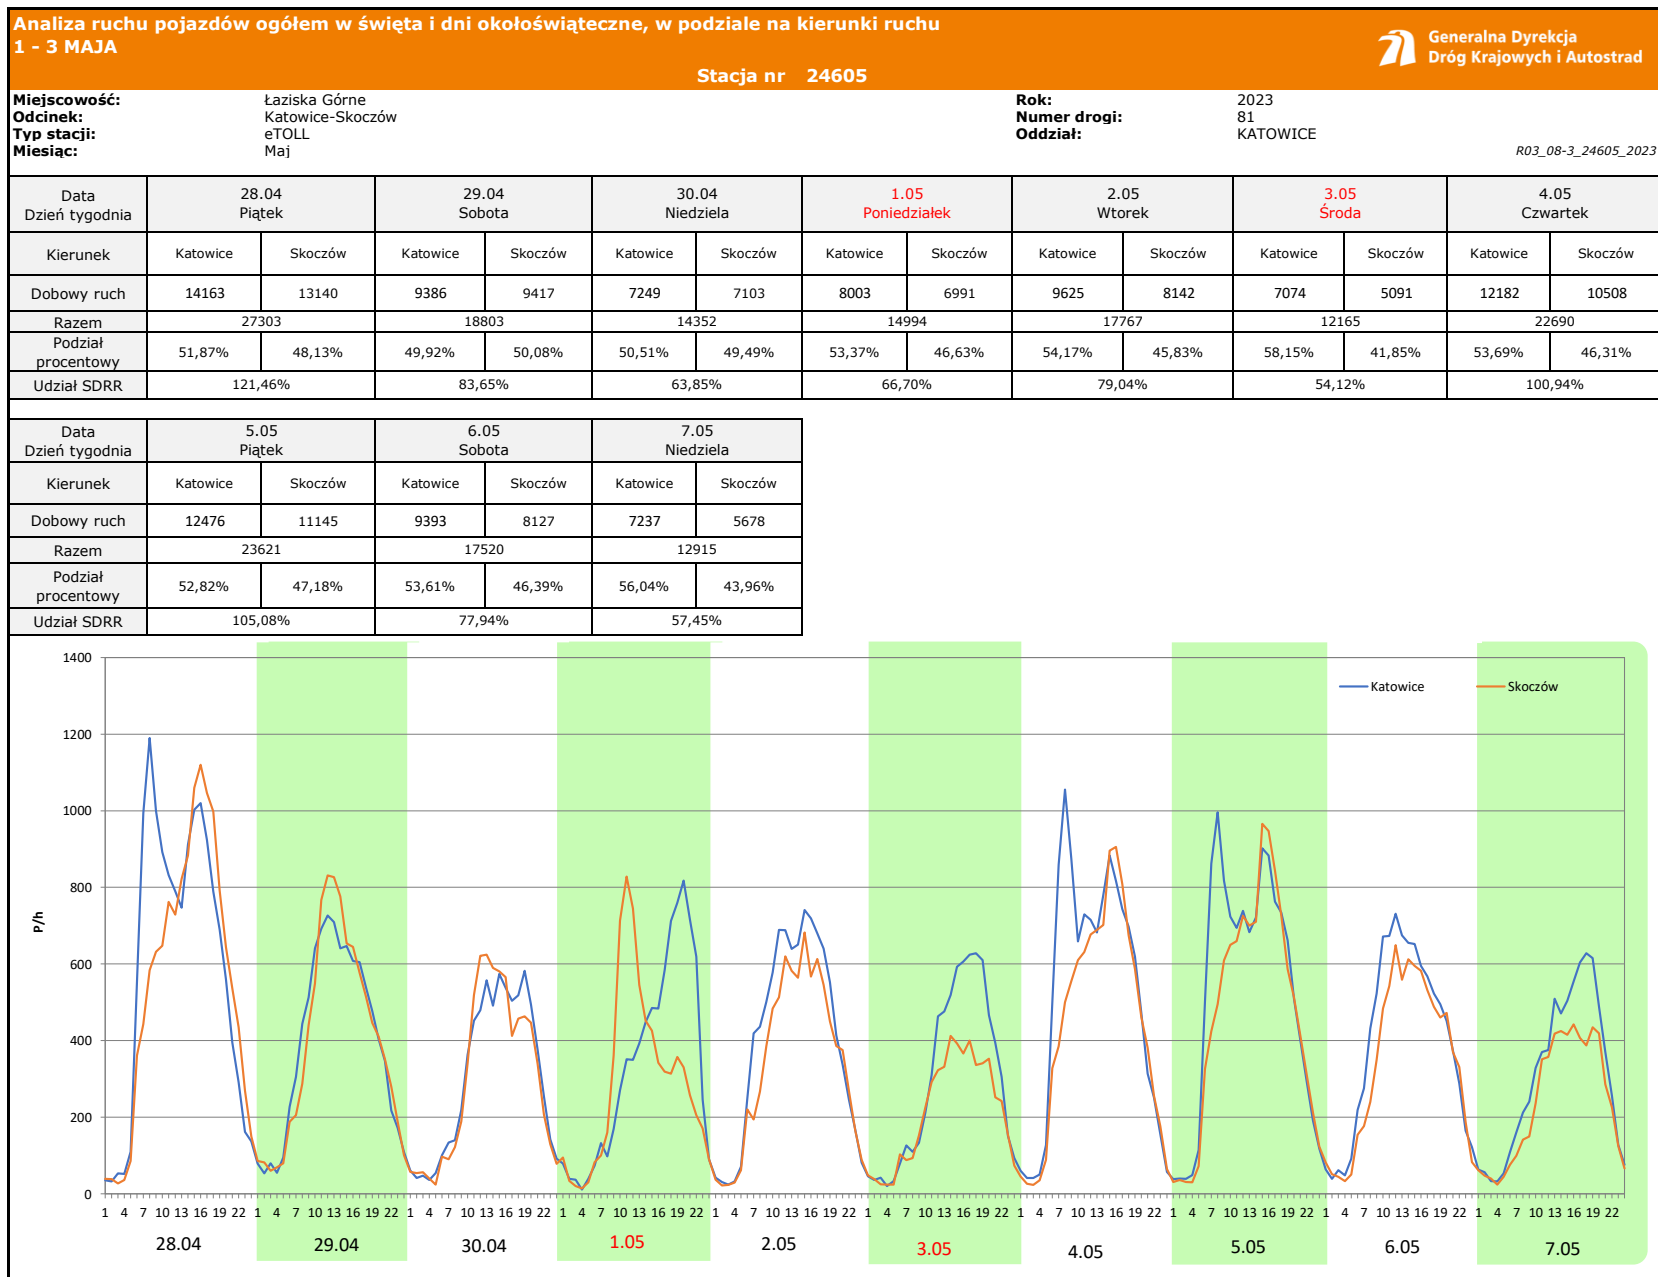 Analiza ruchu pojazdów ogółem w święta i dni okołoświąteczne, w podziale na kierunki ruchu
1 - 3 MAJA
Generalna Dyrekcja
Dróg Krajowych i Autostrad
Stacja nr 24605
Miejscowość: Łaziska Górne Rok: 2023
Odcinek: Katowice-Skoczów Numer drogi: 81
Typ stacji: eTOLL Oddział: KATOWICE
Miesiąc: Maj R03_08-3_24605_2023
Data 28.04 29.04 30.04 1.05 2.05 3.05 4.05
Dzień tygodnia Piątek Sobota Niedziela Poniedziałek Wtorek Środa Czwartek
Kierunek Katowice Skoczów Katowice Skoczów Katowice Skoczów Katowice Skoczów Katowice Skoczów Katowice Skoczów Katowice Skoczów
Dobowy ruch 14163 13140 9386 9417 7249 7103 8003 6991 9625 8142 7074 5091 12182 10508
Razem 27303 18803 14352 14994 17767 12165 22690
Podział
procentowy 51,87% 48,13% 49,92% 50,08% 50,51% 49,49% 53,37% 46,63% 54,17% 45,83% 58,15% 41,85% 53,69% 46,31%
Udział SDRR 121,46% 83,65% 63,85% 66,70% 79,04% 54,12% 100,94%
Data 5.05 6.05 7.05
Dzień tygodnia Piątek Sobota Niedziela
Kierunek Katowice Skoczów Katowice Skoczów Katowice Skoczów
Dobowy ruch 12476 11145 9393 8127 7237 5678
Razem 23621 17520 12915
Podział
procentowy 52,82% 47,18% 53,61% 46,39% 56,04% 43,96%
Udział SDRR 105,08% 77,94% 57,45%
1400
Katowice Skoczów
1200
1000
800
P/h
600
400
200
0
1 4 7 10 13 16 19 22 1 4 7 10 13 16 19 22 1 4 7 10 13 16 19 22 1 4 7 10 13 16 19 22 1 4 7 10 13 16 19 22 1 4 7 10 13 16 19 22 1 4 7 10 13 16 19 22 1 4 7 10 13 16 19 22 1 4 7 10 13 16 19 22 1 4 7 10 13 16 19 22
28.04 29.04 30.04 1.05 2.05 3.05 4.05 5.05 6.05 7.05